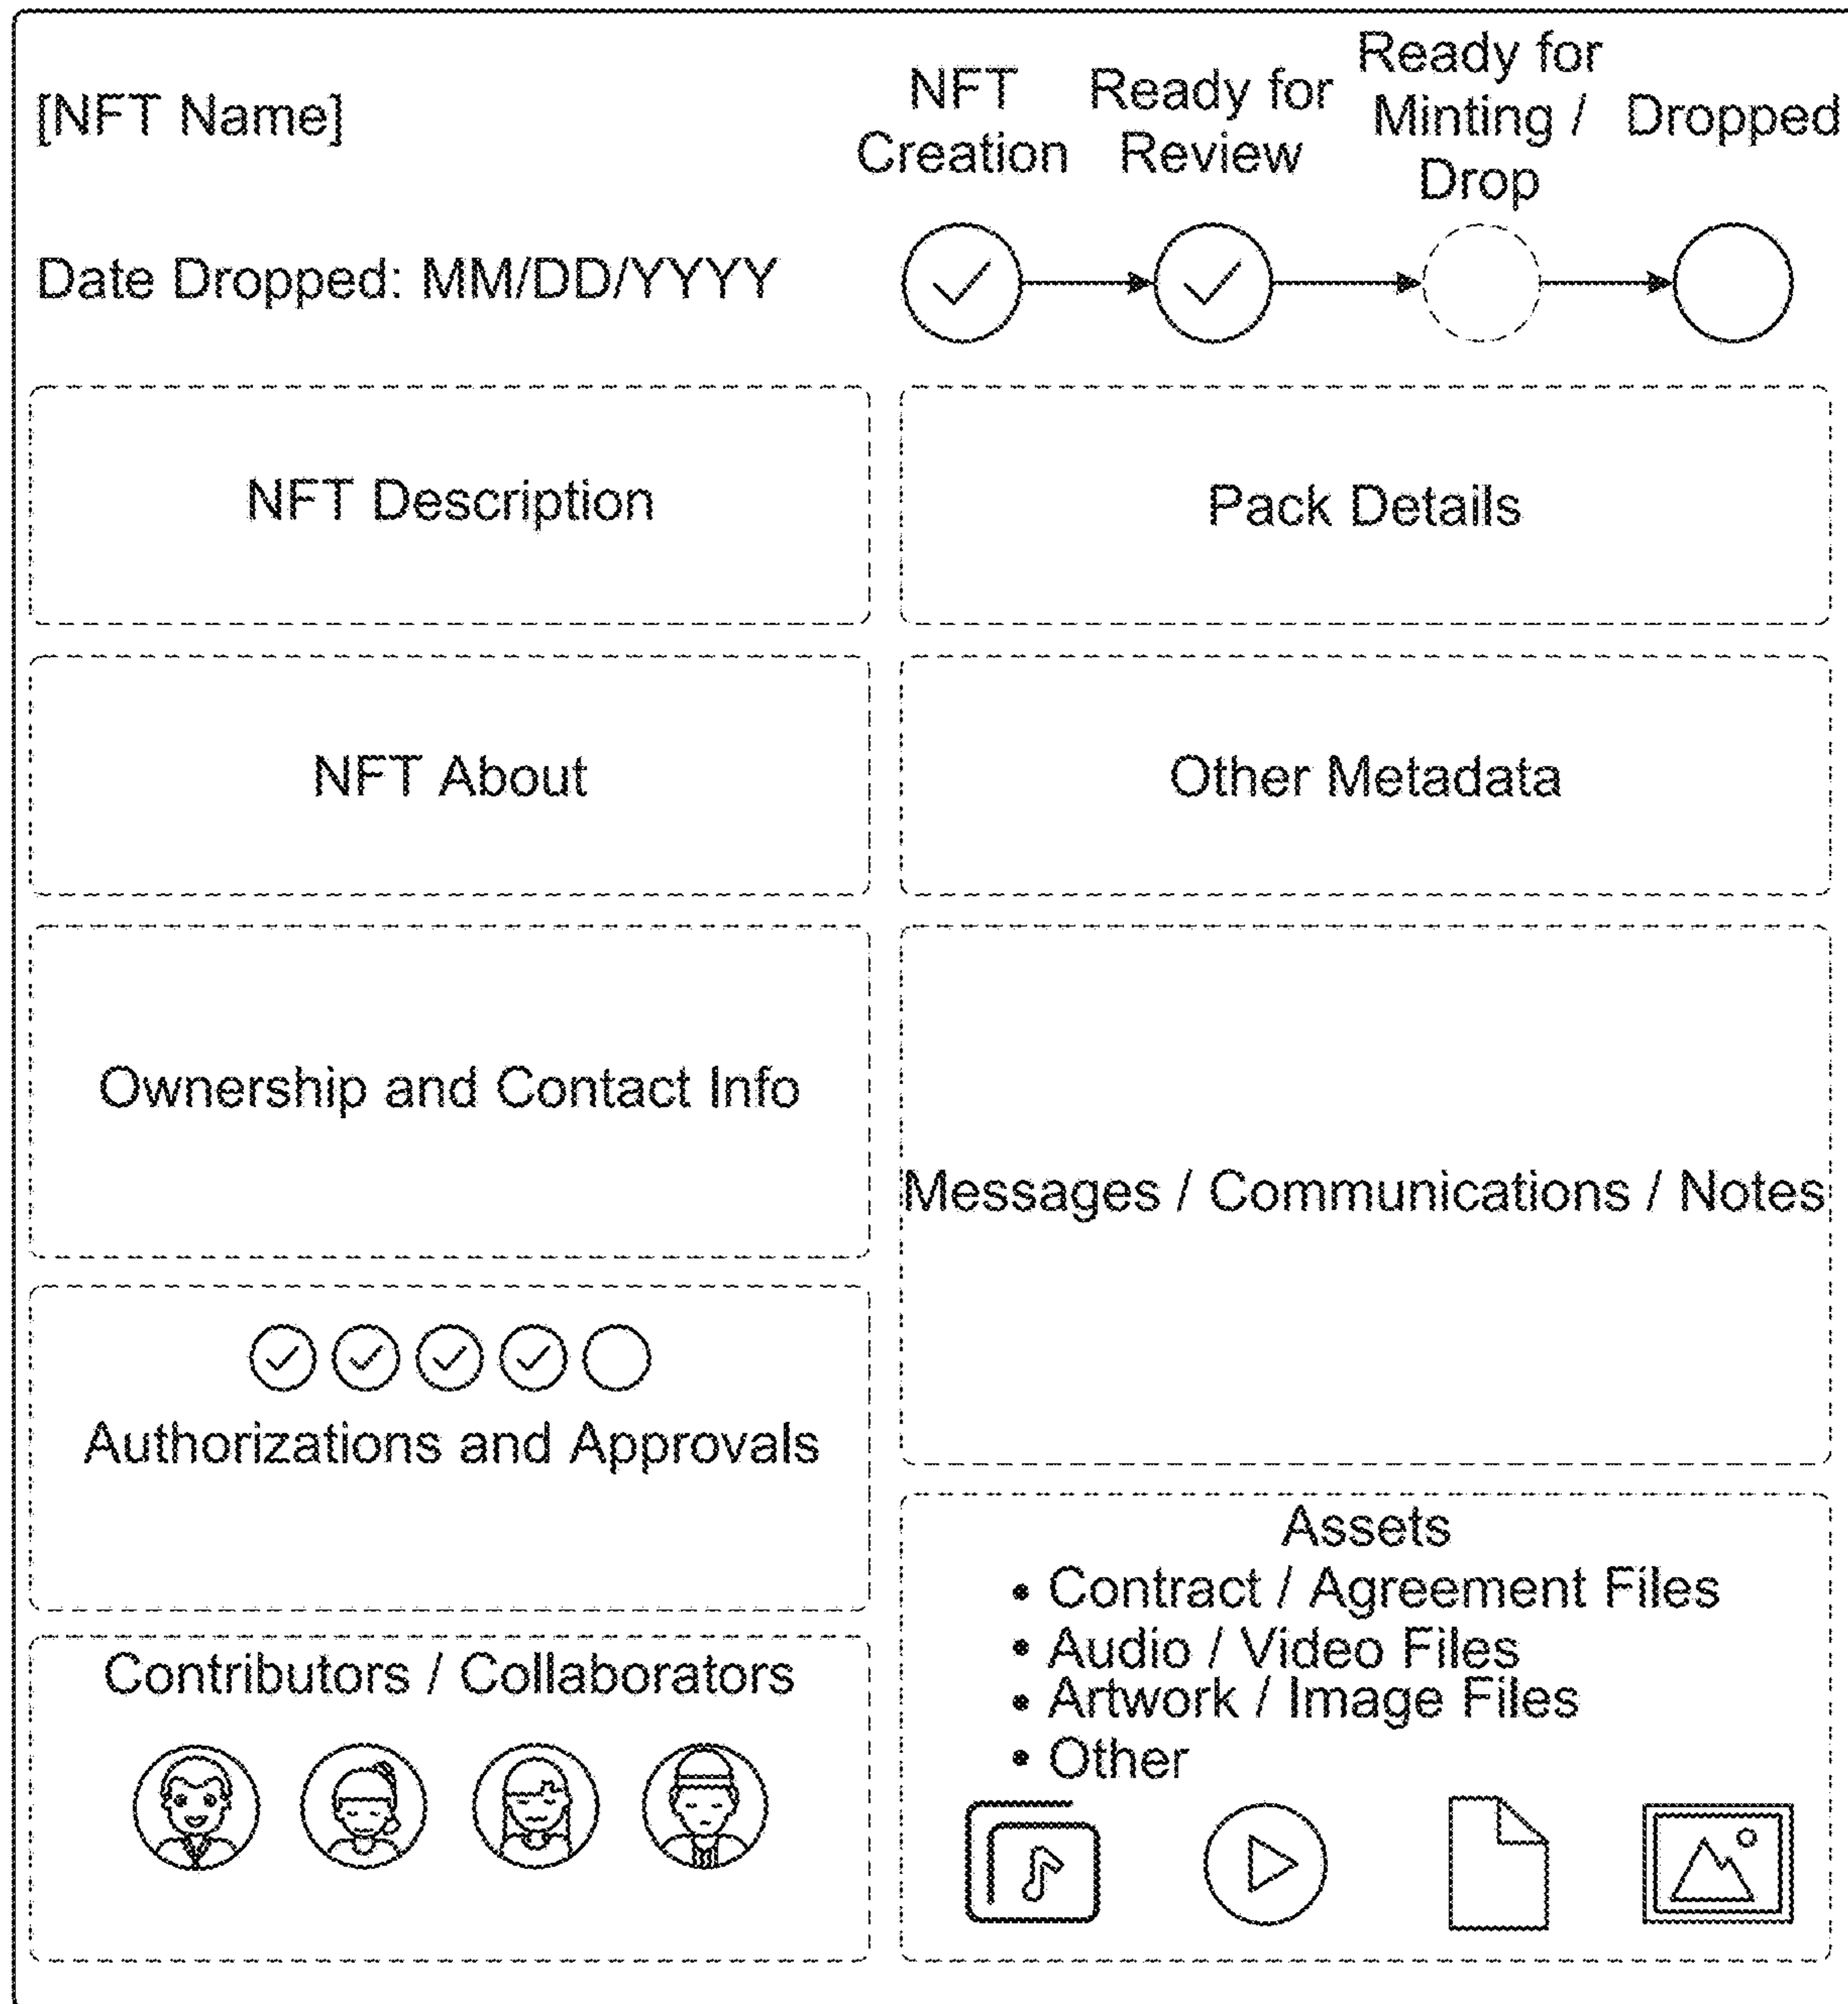 [NFT Name]
NFT
Creation
Ready for
Review
Ready for
Minting /
Drop
Dropped
Date Dropped: MM/DD/YYYY
NFT Description
Pack Details
NFT About
Other Metadata
Ownership and Contact Info
Messages / Communications / Notes
Authorizations and Approvals
Contributors / Collaborators
Assets
• Contract / Agreement Files
• Audio / Video Files
• Artwork / Image Files
• Other